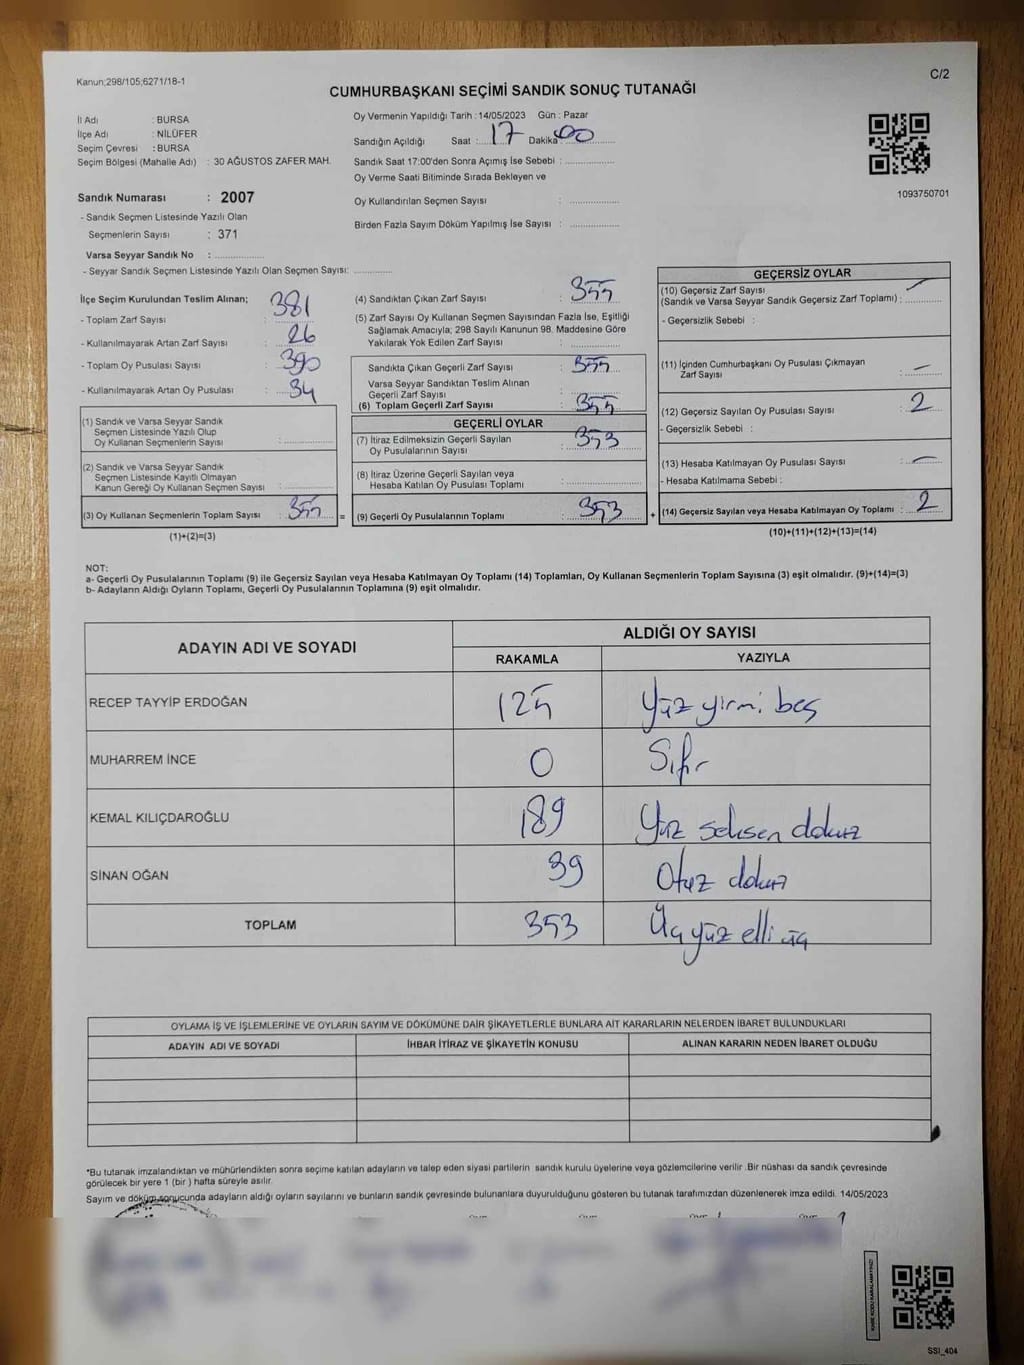 Kanun;298/105;6271/18-1
C/2
CUMHURBAŞKANI SEÇİMİ SANDIK SONUÇ TUTANAĞI
İl Adı : BURSA
İlçe Adı : NİLÜFER
Seçim Çevresi : BURSA
Seçim Bölgesi (Mahalle Adı) : 30 AĞUSTOS ZAFER MAH.
Sandık Numarası : 2007
- Sandık Seçmen Listesinde Yazılı Olan
Seçmenlerin Sayısı : 371
Varsa Seyyar Sandık No : ................
- Seyyar Sandık Seçmen Listesinde Yazılı Olan Seçmen Sayısı: ............
Oy Vermenin Yapıldığı Tarih : 14/05/2023 Gün : Pazar
Sandığın Açıldığı Saat : 17 Dakika 00
Sandık Saat 17:00'den Sonra Açımış İse Sebebi : ................
Oy Verme Saati Bitiminde Sırada Bekleyen ve
Oy Kullandırılan Seçmen Sayısı : ................
Birden Fazla Sayım Döküm Yapılmış İse Sayısı : ................
1093750701
İlçe Seçim Kurulundan Teslim Alınan;
- Toplam Zarf Sayısı : 381
- Kullanılmayarak Artan Zarf Sayısı : 26
- Toplam Oy Pusulası Sayısı : 390
- Kullanılmayarak Artan Oy Pusulası : 34
(1) Sandık ve Varsa Seyyar Sandık
Seçmen Listesinde Yazılı Olup
Oy Kullanan Seçmenlerin Sayısı : ................
(2) Sandık ve Varsa Seyyar Sandık
Seçmen Listesinde Kayıtlı Olmayan
Kanun Gereği Oy Kullanan Seçmen Sayısı : ................
(3) Oy Kullanan Seçmenlerin Toplam Sayısı : 355 =
(1)+(2)=(3)
(4) Sandıktan Çıkan Zarf Sayısı : 355
(5) Zarf Sayısı Oy Kullanan Seçmen Sayısından Fazla İse, Eşitliği
Sağlamak Amacıyla; 298 Sayılı Kanunun 98. Maddesine Göre
Yakılarak Yok Edilen Zarf Sayısı : ................
Sandıkta Çıkan Geçerli Zarf Sayısı : 355
Varsa Seyyar Sandıktan Teslim Alınan
Geçerli Zarf Sayısı : ................
(6) Toplam Geçerli Zarf Sayısı : 355
GEÇERLİ OYLAR
(7) İtiraz Edilmeksizin Geçerli Sayılan
Oy Pusulalarının Sayısı : 353
(8) İtiraz Üzerine Geçerli Sayılan veya
Hesaba Katılan Oy Pusulası Toplamı : ................
(9) Geçerli Oy Pusulalarının Toplamı : 353 +
GEÇERSİZ OYLAR
(10) Geçersiz Zarf Sayısı
(Sandık ve Varsa Seyyar Sandık Geçersiz Zarf Toplamı) : -
- Geçersizlik Sebebi :
(11) İçinden Cumhurbaşkanı Oy Pusulası Çıkmayan
Zarf Sayısı : -
(12) Geçersiz Sayılan Oy Pusulası Sayısı : 2
- Geçersizlik Sebebi :
(13) Hesaba Katılmayan Oy Pusulası Sayısı : -
- Hesaba Katılmama Sebebi :
(14) Geçersiz Sayılan veya Hesaba Katılmayan Oy Toplamı : 2
(10)+(11)+(12)+(13)=(14)
NOT:
a- Geçerli Oy Pusulalarının Toplamı (9) ile Geçersiz Sayılan veya Hesaba Katılmayan Oy Toplamı (14) Toplamları, Oy Kullanan Seçmenlerin Toplam Sayısına (3) eşit olmalıdır. (9)+(14)=(3)
b- Adayların Aldığı Oyların Toplamı, Geçerli Oy Pusulalarının Toplamına (9) eşit olmalıdır.
ADAYIN ADI VE SOYADI
ALDIĞI OY SAYISI
RAKAMLA YAZIYLA
RECEP TAYYİP ERDOĞAN 125 Yüz yirmi beş
MUHARREM İNCE 0 Sıfır
KEMAL KILIÇDAROĞLU 189 Yüz seksen dokuz
SİNAN OĞAN 39 Otuz dokuz
TOPLAM 353 Üç yüz elli üç
OYLAMA İŞ VE İŞLEMLERİNE VE OYLARIN SAYIM VE DÖKÜMÜNE DAİR ŞİKAYETLERLE BUNLARA AİT KARARLARIN NELERDEN İBARET BULUNDUKLARI
ADAYIN ADI VE SOYADI İHBAR İTİRAZ VE ŞİKAYETİN KONUSU ALINAN KARARIN NEDEN İBARET OLDUĞU
*Bu tutanak imzalandıktan ve mühürlendikten sonra seçime katılan adayların ve talep eden siyasi partilerin sandık kurulu üyelerine veya gözlemcilerine verilir .Bir nüshası da sandık çevresinde
görülecek bir yere 1 (bir ) hafta süreyle asılır.
Sayım ve döküm sonucunda adayların aldığı oyların sayılarını ve bunların sandık çevresinde bulunanlara duyurulduğunu gösteren bu tutanak tarafımızdan düzenlenerek imza edildi. 14/05/2023
KARE KODU KARALAMAYINIZ!
SSI_404